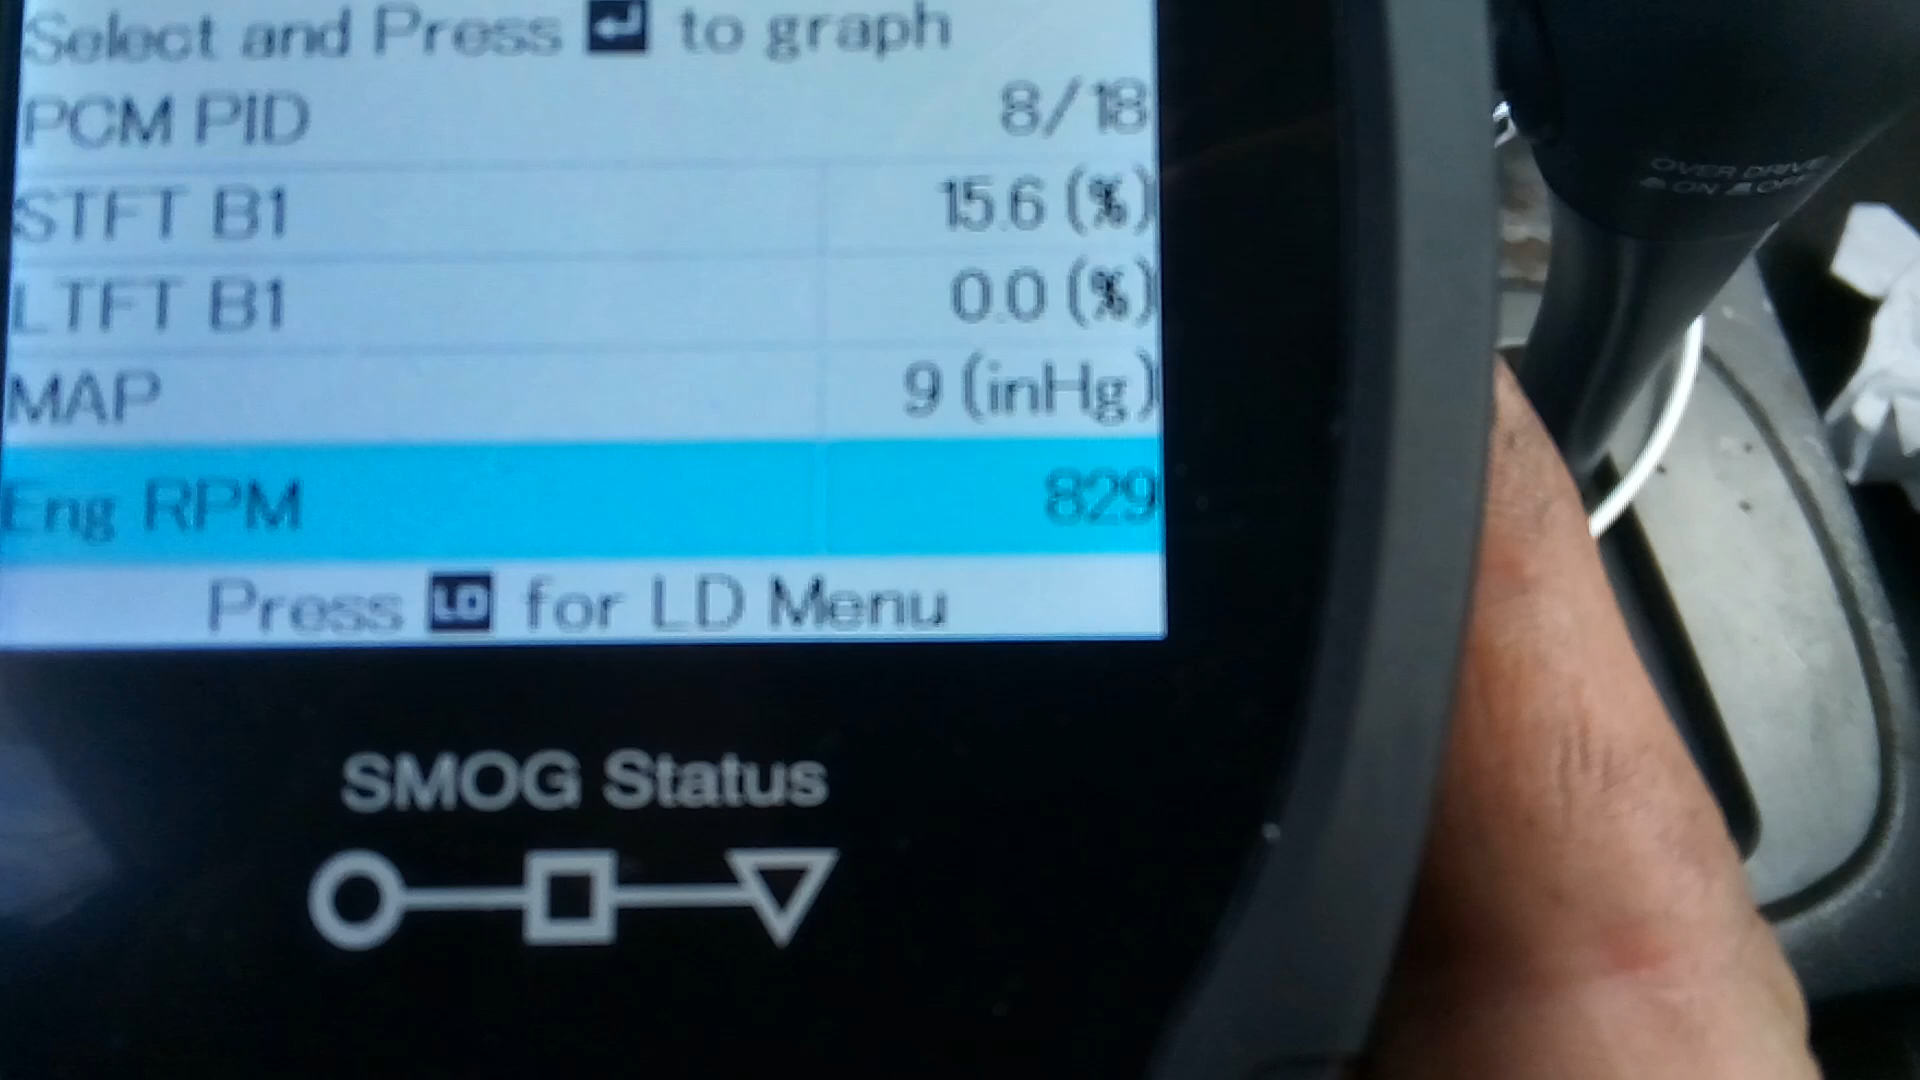 Select and Press to graph
PCM PID 8/18
STFT B1 15.6 (%)
LTFT B1 0.0 (%)
MAP 9 (inHg)
Eng RPM 829
Press LD for LD Menu
SMOG Status
OVER DRIVE
ON OFF